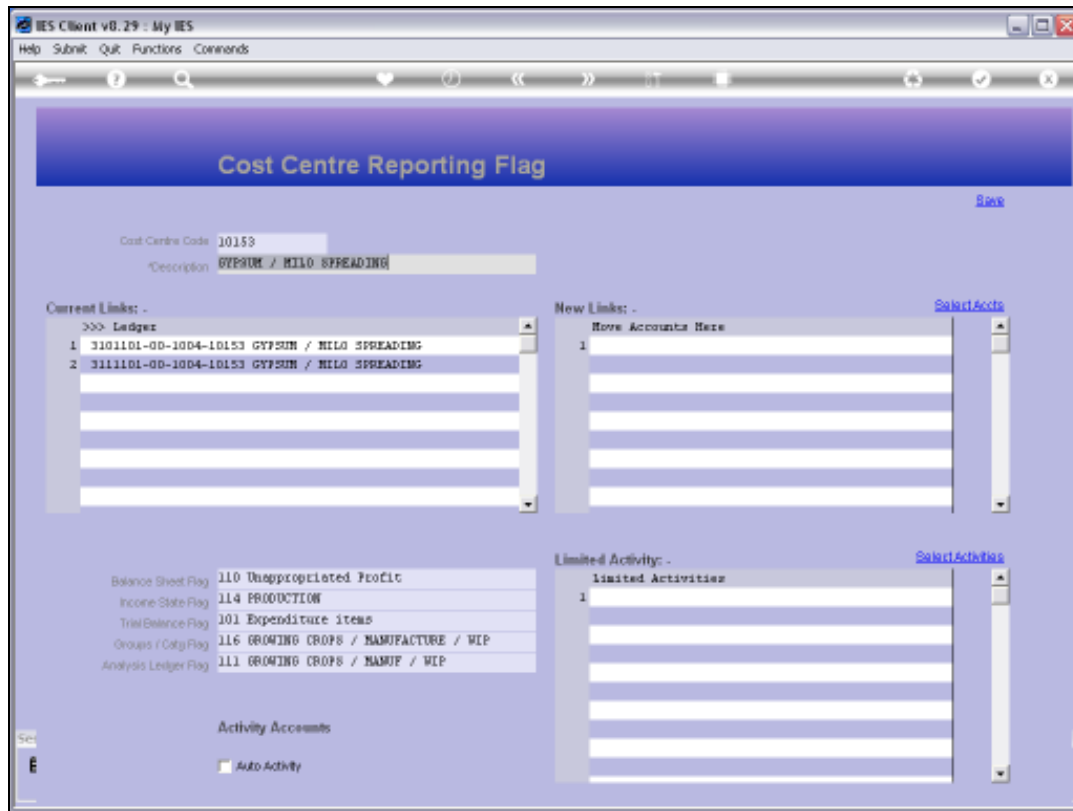 IES Client v8.29 : My IES
Help Submit Quit Functions Commands
Cost Centre Reporting Flag
Save
Cost Centre Code 10153
*Description GYPSUM / MILO SPREADING
Current Links: -
>>> Ledger
1 3101101-00-1004-10153 GYPSUM / MILO SPREADING
2 3111101-00-1004-10153 GYPSUM / MILO SPREADING
New Links: -
Select Accts
Move Accounts Here
1
Balance Sheet Flag 110 Unappropriated Profit
Income State Flag 114 PRODUCTION
Trial Balance Flag 101 Expenditure items
Groups / Catg Flag 116 GROWING CROPS / MANUFACTURE / WIP
Analysis Ledger Flag 111 GROWING CROPS / MANUF / WIP
Limited Activity: -
Select Activities
Limited Activities
1
Activity Accounts
Auto Activity